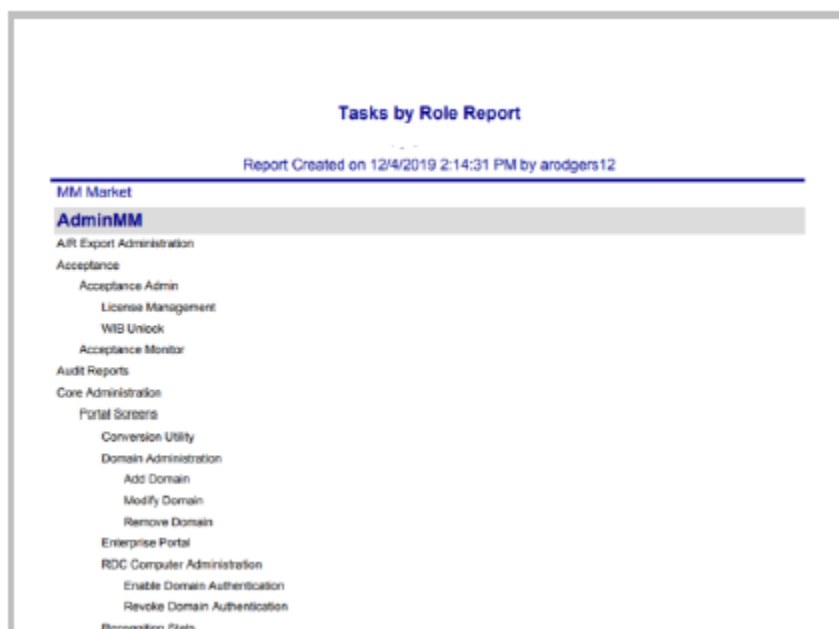 Tasks by Role Report
Report Created on 12/4/2019 2:14:31 PM by arodgers12
MM Market
AdminMM
A/R Export Administration
Acceptance
Acceptance Admin
License Management
WIB Unlock
Acceptance Monitor
Audit Reports
Core Administration
Portal Screens
Conversion Utility
Domain Administration
Add Domain
Modify Domain
Remove Domain
Enterprise Portal
RDC Computer Administration
Enable Domain Authentication
Revoke Domain Authentication
Recognition Stats